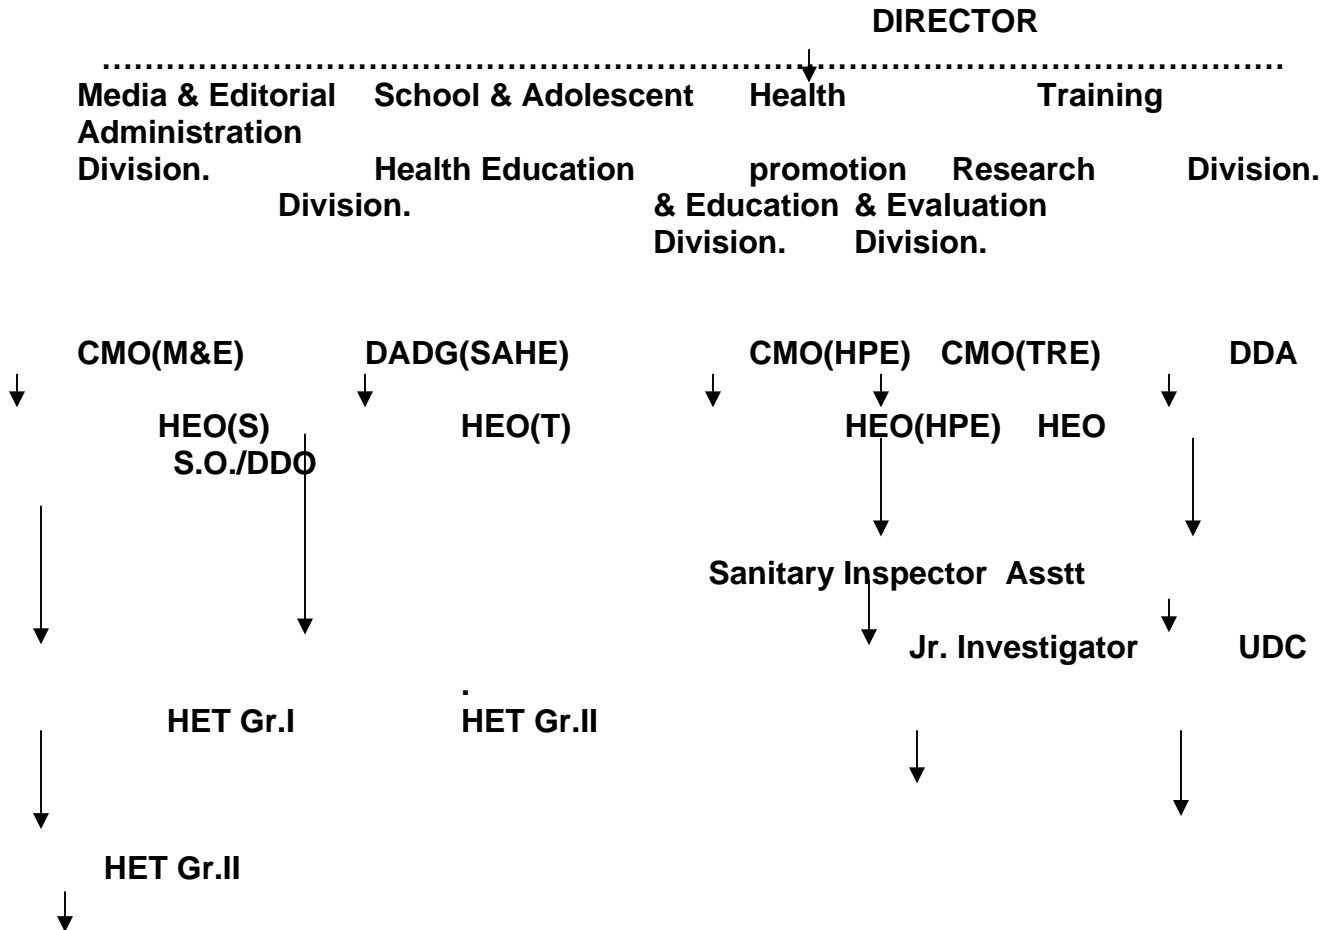 DIRECTOR
……………………………………………………………………………………………………………
Media & Editorial School & Adolescent Health Training
Administration
Division. Health Education promotion Research Division.
Division. & Education & Evaluation
Division. Division.
CMO(M&E) DADG(SAHE) CMO(HPE) CMO(TRE) DDA
HEO(S) HEO(T) HEO(HPE) HEO
S.O./DDO
Sanitary Inspector Asstt
Jr. Investigator UDC
.
HET Gr.I HET Gr.II
HET Gr.II